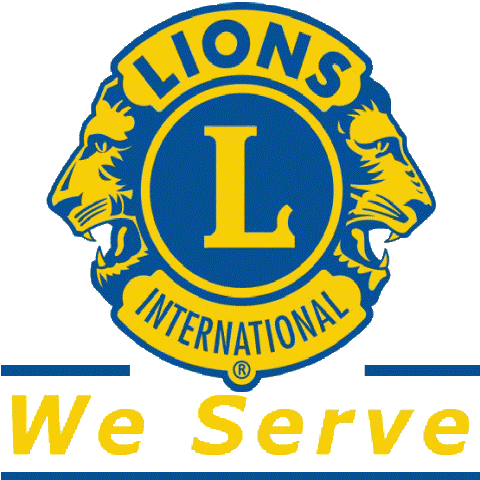 LIONS
L
INTERNATIONAL
®
We Serve